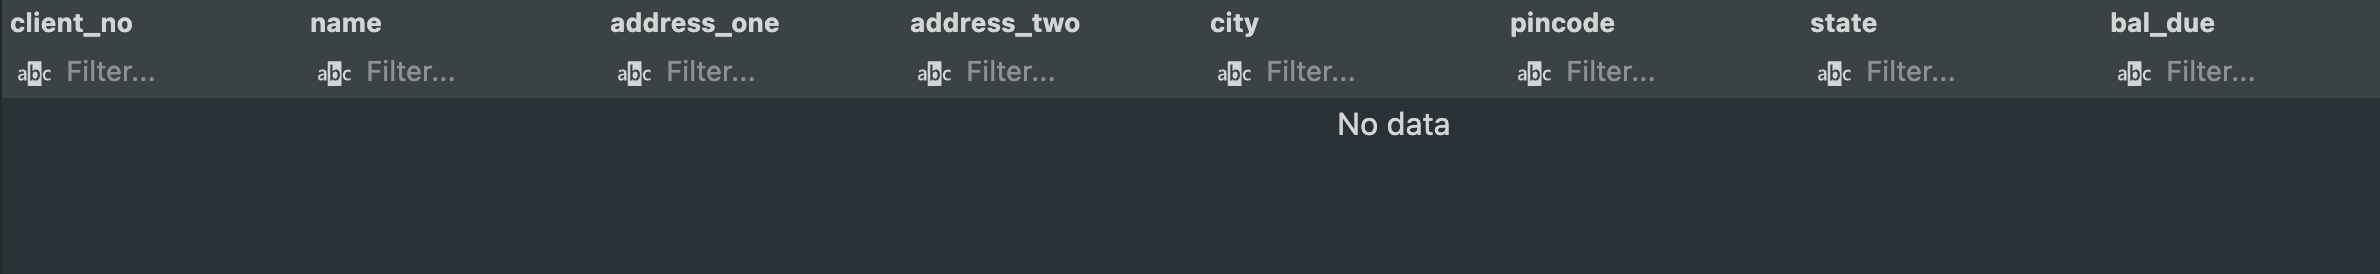 client_no name address_one address_two city pincode state bal_due
abc Filter... abc Filter... abc Filter... abc Filter... abc Filter... abc Filter... abc Filter... abc Filter...
No data